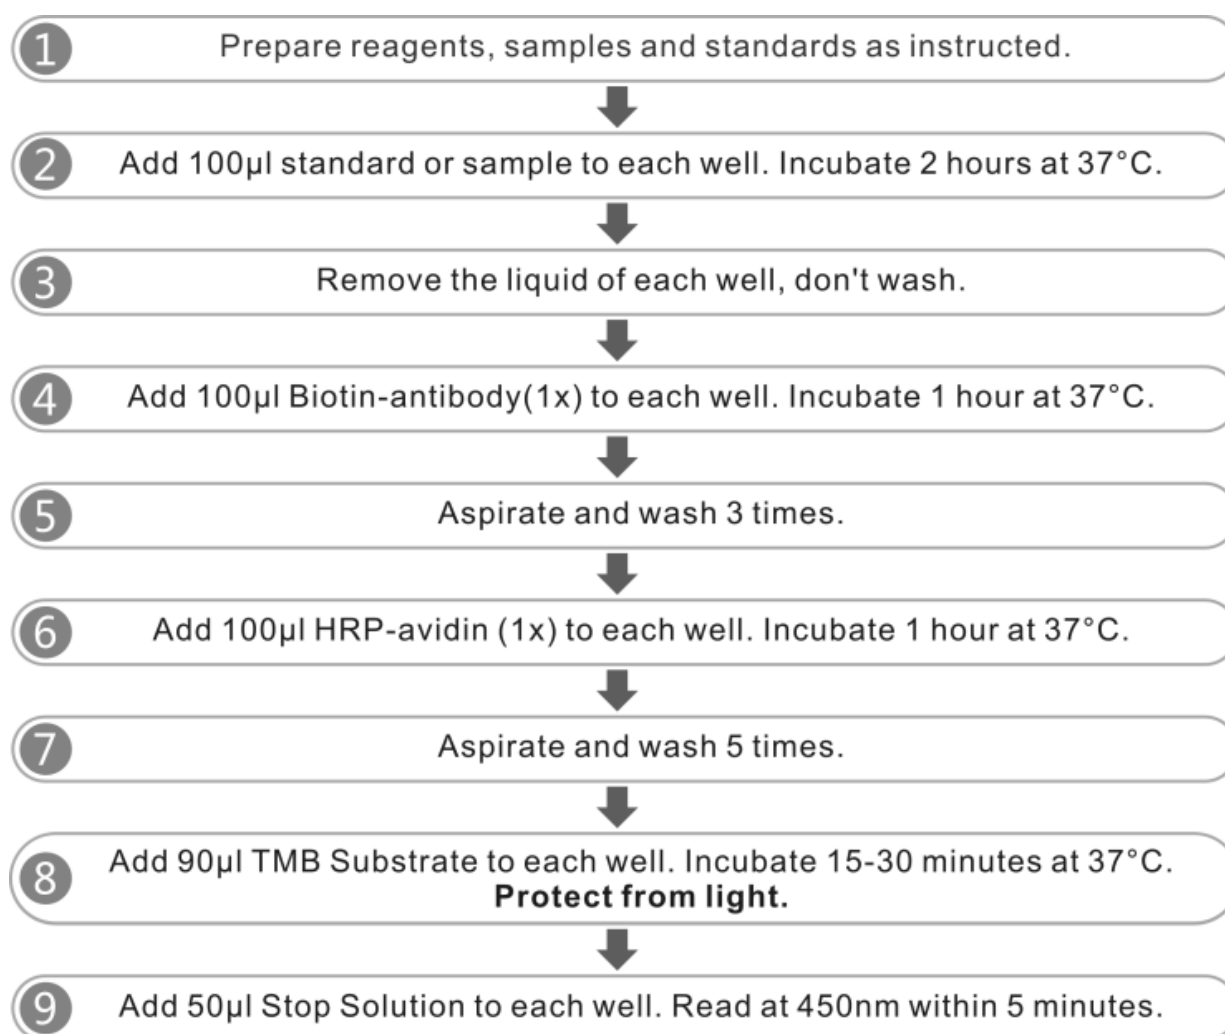 1 Prepare reagents, samples and standards as instructed.
2 Add 100µl standard or sample to each well. Incubate 2 hours at 37°C.
3 Remove the liquid of each well, don't wash.
4 Add 100µl Biotin-antibody(1x) to each well. Incubate 1 hour at 37°C.
5 Aspirate and wash 3 times.
6 Add 100µl HRP-avidin (1x) to each well. Incubate 1 hour at 37°C.
7 Aspirate and wash 5 times.
8 Add 90µl TMB Substrate to each well. Incubate 15-30 minutes at 37°C.
Protect from light.
9 Add 50µl Stop Solution to each well. Read at 450nm within 5 minutes.